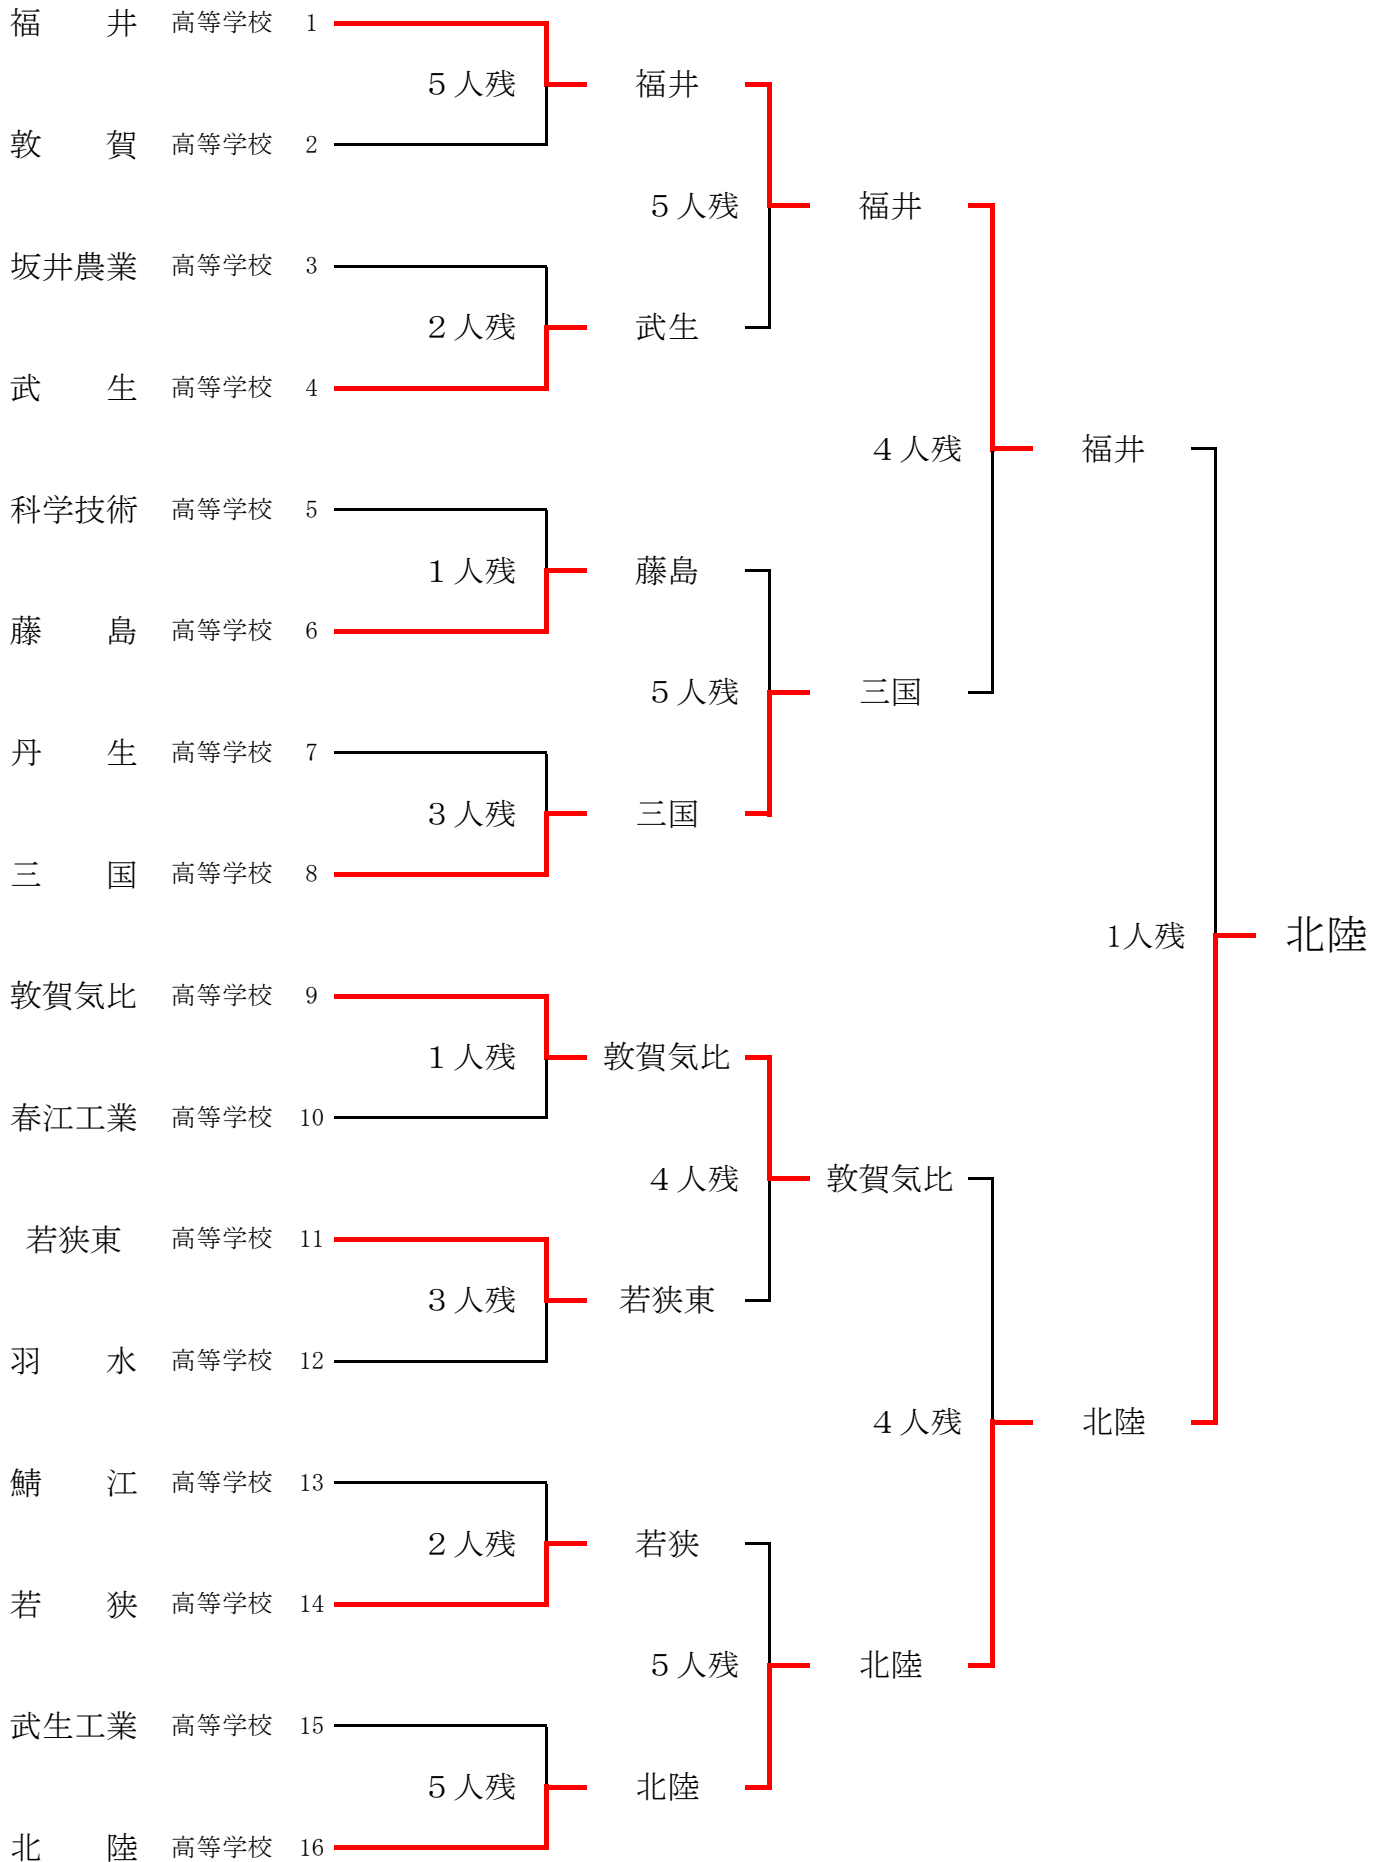 福　　井 高等学校 1
５人残 福井
敦　　賀 高等学校 2
５人残 福井
坂井農業 高等学校 3
２人残 武生
武　　生 高等学校 4
４人残 福井
科学技術 高等学校 5
１人残 藤島
藤　　島 高等学校 6
５人残 三国
丹　　生 高等学校 7
３人残 三国
三　　国 高等学校 8
1人残 北陸
敦賀気比 高等学校 9
１人残 敦賀気比
春江工業 高等学校 10
４人残 敦賀気比
若狭東 高等学校 11
３人残 若狭東
羽　　水 高等学校 12
４人残 北陸
鯖　　江 高等学校 13
２人残 若狭
若　　狭 高等学校 14
５人残 北陸
武生工業 高等学校 15
５人残 北陸
北　　陸 高等学校 16